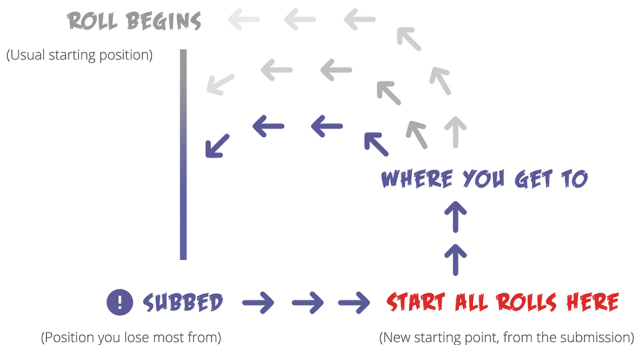 ROLL BEGINS
(Usual starting position)
WHERE YOU GET TO
! SUBBED
START ALL ROLLS HERE
(Position you lose most from)
(New starting point, from the submission)